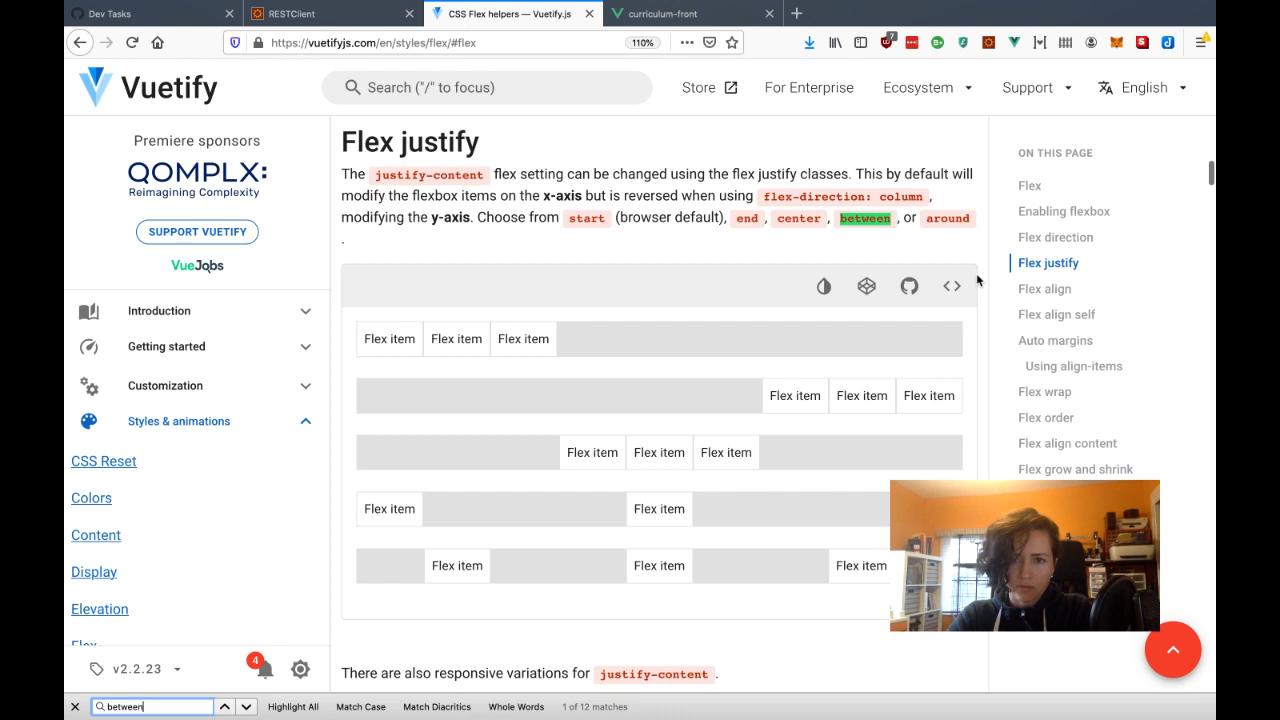 Dev Tasks
RESTClient
CSS Flex helpers — Vuetify.js
curriculum-front
https://vuetifyjs.com/en/styles/flex/#flex
110%
7
Vuetify
Search ("/" to focus)
Store
For Enterprise
Ecosystem
Support
English
Premiere sponsors
QOMPLX:
Reimagining Complexity
SUPPORT VUETIFY
VueJobs
Introduction
Getting started
Customization
Styles & animations
CSS Reset
Colors
Content
Display
Elevation
Flex
v2.2.23
4
Flex justify
The justify-content flex setting can be changed using the flex justify classes. This by default will
modify the flexbox items on the x-axis but is reversed when using flex-direction: column,
modifying the y-axis. Choose from start (browser default), end, center, between, or around
.
Flex item Flex item Flex item
Flex item Flex item Flex item
Flex item Flex item Flex item
Flex item Flex item
Flex item Flex item Flex item
There are also responsive variations for justify-content.
ON THIS PAGE
Flex
Enabling flexbox
Flex direction
Flex justify
Flex align
Flex align self
Auto margins
Using align-items
Flex wrap
Flex order
Flex align content
Flex grow and shrink
between
Highlight All
Match Case
Match Diacritics
Whole Words
1 of 12 matches